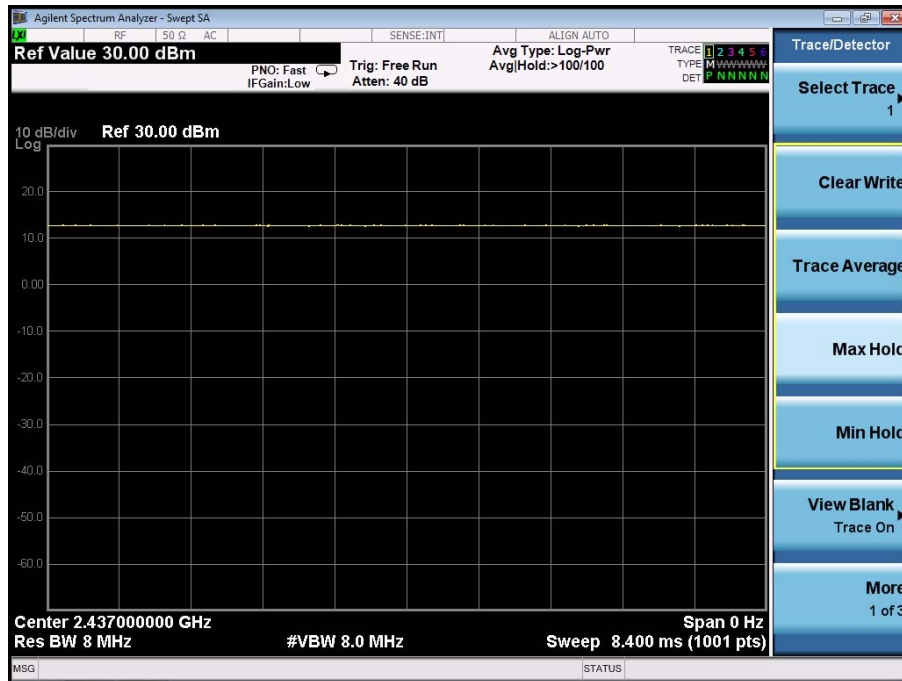 Agilent Spectrum Analyzer - Swept SA
LXI RF 50 Ω AC SENSE:INT ALIGN AUTO
Ref Value 30.00 dBm
PNO: Fast
IFGain:Low
Trig: Free Run
Atten: 40 dB
Avg Type: Log-Pwr
Avg|Hold:>100/100
TRACE 1 2 3 4 5 6
TYPE M WWWWW
DET P N N N N N
10 dB/div
Log
Ref 30.00 dBm
20.0
10.0
0.00
-10.0
-20.0
-30.0
-40.0
-50.0
-60.0
Center 2.437000000 GHz
Span 0 Hz
Res BW 8 MHz
#VBW 8.0 MHz
Sweep 8.400 ms (1001 pts)
MSG
STATUS
Trace/Detector
Select Trace
1
Clear Write
Trace Average
Max Hold
Min Hold
View Blank
Trace On
More
1 of 3